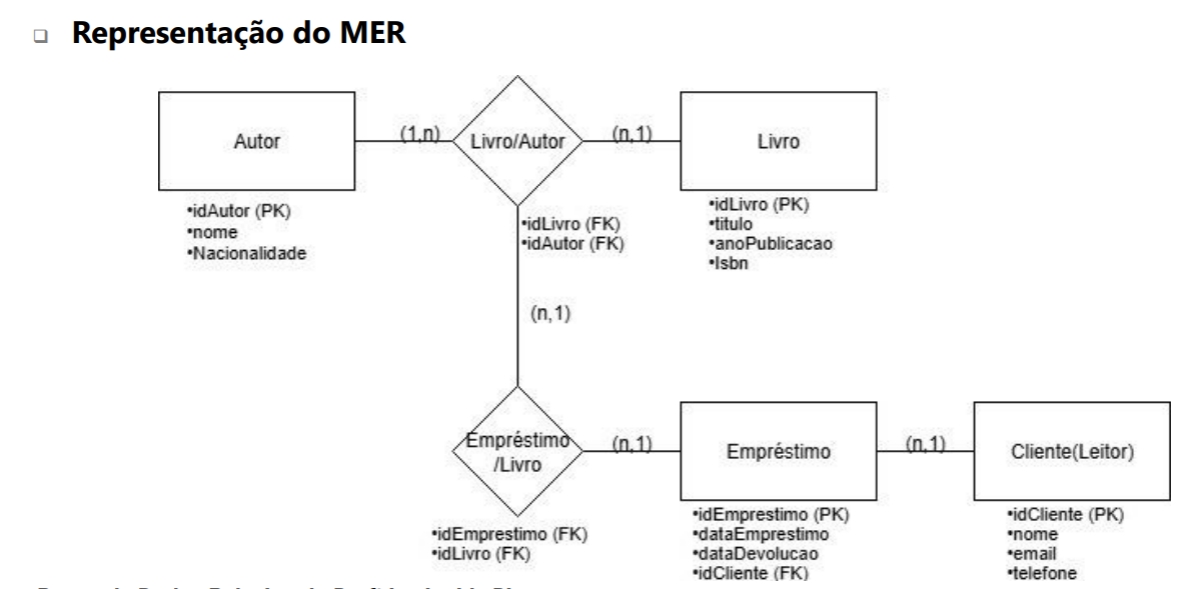 Representação do MER
Autor
(1,n)
Livro/Autor
(n,1)
Livro
•idAutor (PK)
•nome
•Nacionalidade
•idLivro (FK)
•idAutor (FK)
•idLivro (PK)
•titulo
•anoPublicacao
•Isbn
(n,1)
Empréstimo
/Livro
(n,1)
Empréstimo
(n,1)
Cliente(Leitor)
•idEmprestimo (FK)
•idLivro (FK)
•idEmprestimo (PK)
•dataEmprestimo
•dataDevolucao
•idCliente (FK)
•idCliente (PK)
•nome
•email
•telefone